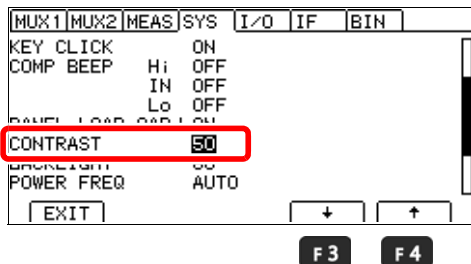 MUX1 MUX2 MEAS SYS I/O IF BIN
KEY CLICK ON
COMP BEEP Hi OFF
IN OFF
Lo OFF
CONTRAST 50
POWER FREQ AUTO
EXIT ↓ ↑
F3 F4